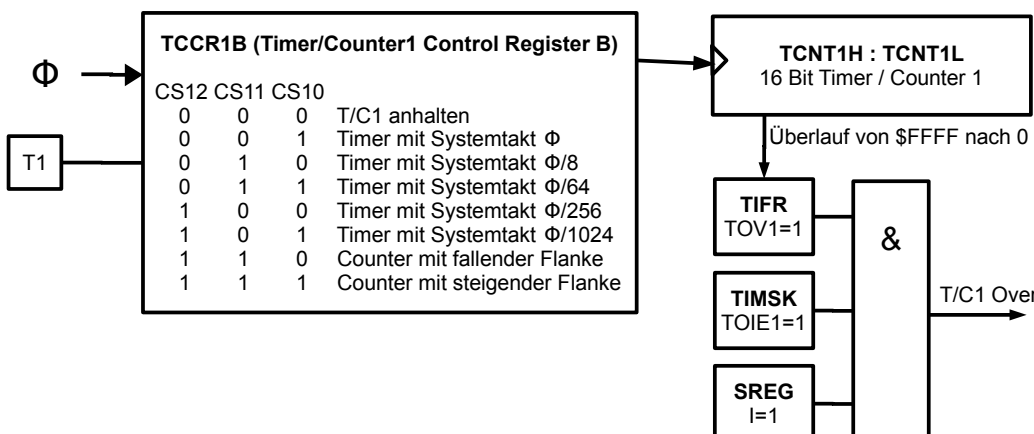 Φ
T1
TCCR1B (Timer/Counter1 Control Register B)
CS12 CS11 CS10
0 0 0 T/C1 anhalten
0 0 1 Timer mit Systemtakt Φ
0 1 0 Timer mit Systemtakt Φ/8
0 1 1 Timer mit Systemtakt Φ/64
1 0 0 Timer mit Systemtakt Φ/256
1 0 1 Timer mit Systemtakt Φ/1024
1 1 0 Counter mit fallender Flanke
1 1 1 Counter mit steigender Flanke
TCNT1H : TCNT1L
16 Bit Timer / Counter 1
Überlauf von $FFFF nach 0
TIFR
TOV1=1
TIMSK
TOIE1=1
SREG
I=1
&
T/C1 Over